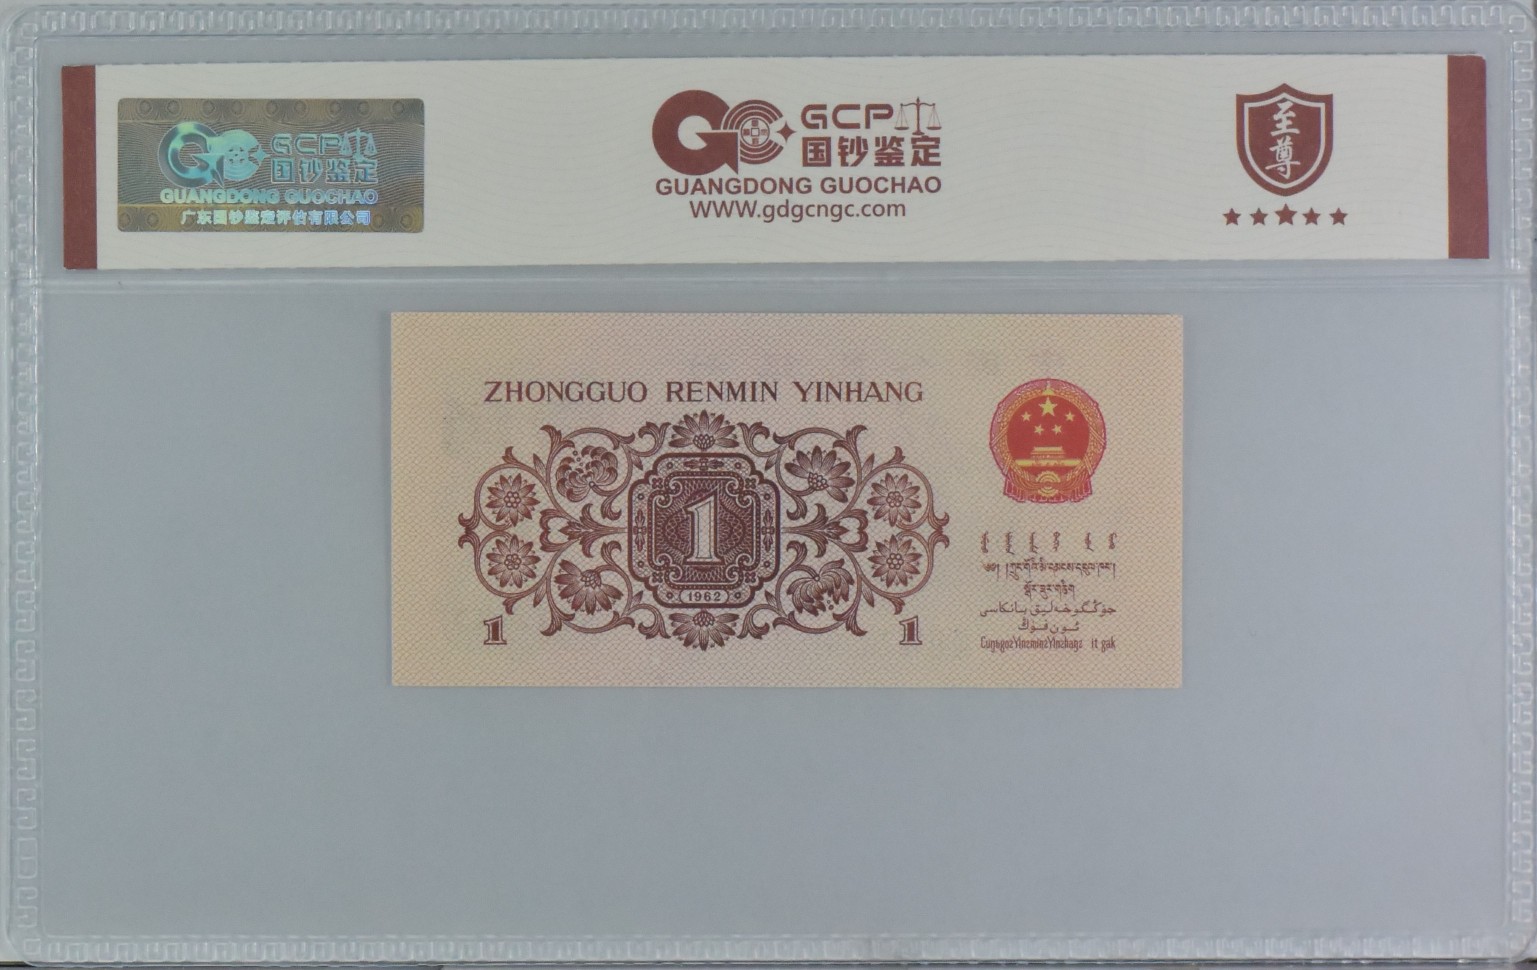 GCP
国钞鉴定
GUANGDONG GUOCHAO
广东国钞鉴定评估有限公司
GCP
国钞鉴定
GUANGDONG GUOCHAO
WWW.gdgcngc.com
至尊
ZHONGGUO RENMIN YINHANG
1
1962
1
1
جۇڭگوخەلىق بانكاسى